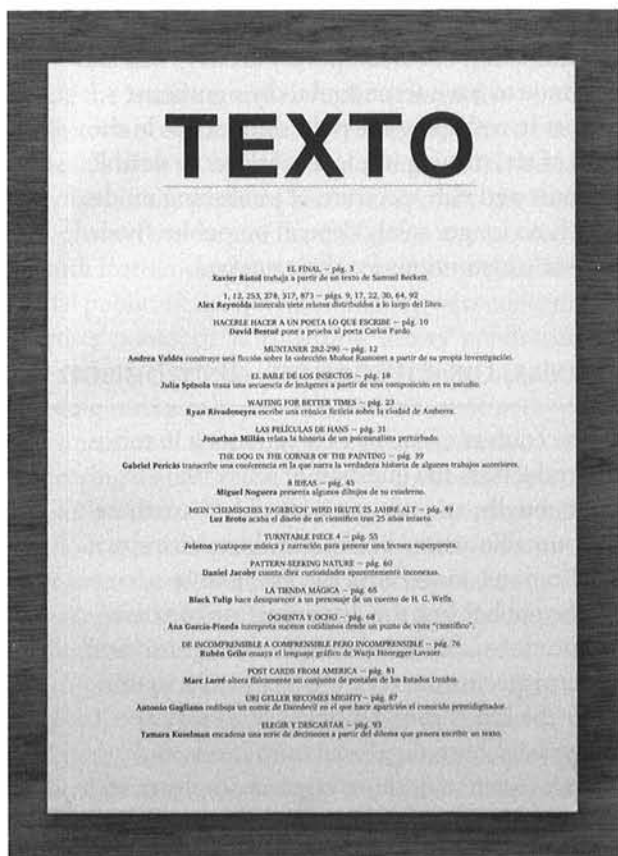 TEXTO
EL FINAL – pág. 3
Xavier Ristol trabaja a partir de un texto de Samuel Beckett.
1, 12, 253, 278, 317, 873 – págs. 9, 17, 22, 30, 64, 92
Alex Reynolds intercala siete relatos distribuidos a lo largo del libro.
HACERLE HACER A UN POETA LO QUE ESCRIBE – pág. 10
David Bestué pone a prueba al poeta Carlos Pardo.
MUNTANER 282-290 – pág. 12
Andrea Valdés construye una ficción sobre la colección Muñoz Ramonet a partir de su propia investigación.
EL BAILE DE LOS INSECTOS – pág. 18
Julia Spínola traza una secuencia de imágenes a partir de una composición en su estudio.
WAITING FOR BETTER TIMES – pág. 23
Ryan Rivadeneyra escribe una crónica ficticia sobre la ciudad de Amberes.
LAS PELÍCULAS DE HANS – pág. 31
Jonathan Millán relata la historia de un psicoanalista perturbado.
THE DOG IN THE CORNER OF THE PAINTING – pág. 39
Gabriel Pericàs transcribe una conferencia en la que narra la verdadera historia de algunos trabajos anteriores.
8 IDEAS – pág. 45
Miguel Noguera presenta algunos dibujos de su cuaderno.
MEIN 'CHEMISCHES TAGEBUCH' WIRD HEUTE 25 JAHRE ALT – pág. 49
Luz Broto acaba el diario de un científico tras 25 años intacto.
TURNTABLE PIECE 4 – pág. 55
Jeleton yuxtapone música y narración para generar una lectura superpuesta.
PATTERN-SEEKING NATURE – pág. 60
Daniel Jacoby cuenta diez curiosidades aparentemente inconexas.
LA TIENDA MÁGICA – pág. 65
Black Tulip hace desaparecer a un personaje de un cuento de H. G. Wells.
OCHENTA Y OCHO – pág. 68
Ana Garcia-Pineda interpreta sucesos cotidianos desde un punto de vista "científico".
DE INCOMPRENSIBLE A COMPRENSIBLE PERO INCOMPRENSIBLE – pág. 76
Rubén Grilo ensaya el lenguaje gráfico de Warja Honegger-Lavater.
POST CARDS FROM AMERICA – pág. 81
Marc Larré altera físicamente un conjunto de postales de los Estados Unidos.
URI GELLER BECOMES MIGHTY – pág. 87
Antonio Gagliano redibuja un comic de Daredevil en el que hace aparición el conocido prestidigitador.
ELEGIR Y DESCARTAR – pág. 93
Tamara Kuselman encadena una serie de decisiones a partir del dilema que genera escribir un texto.